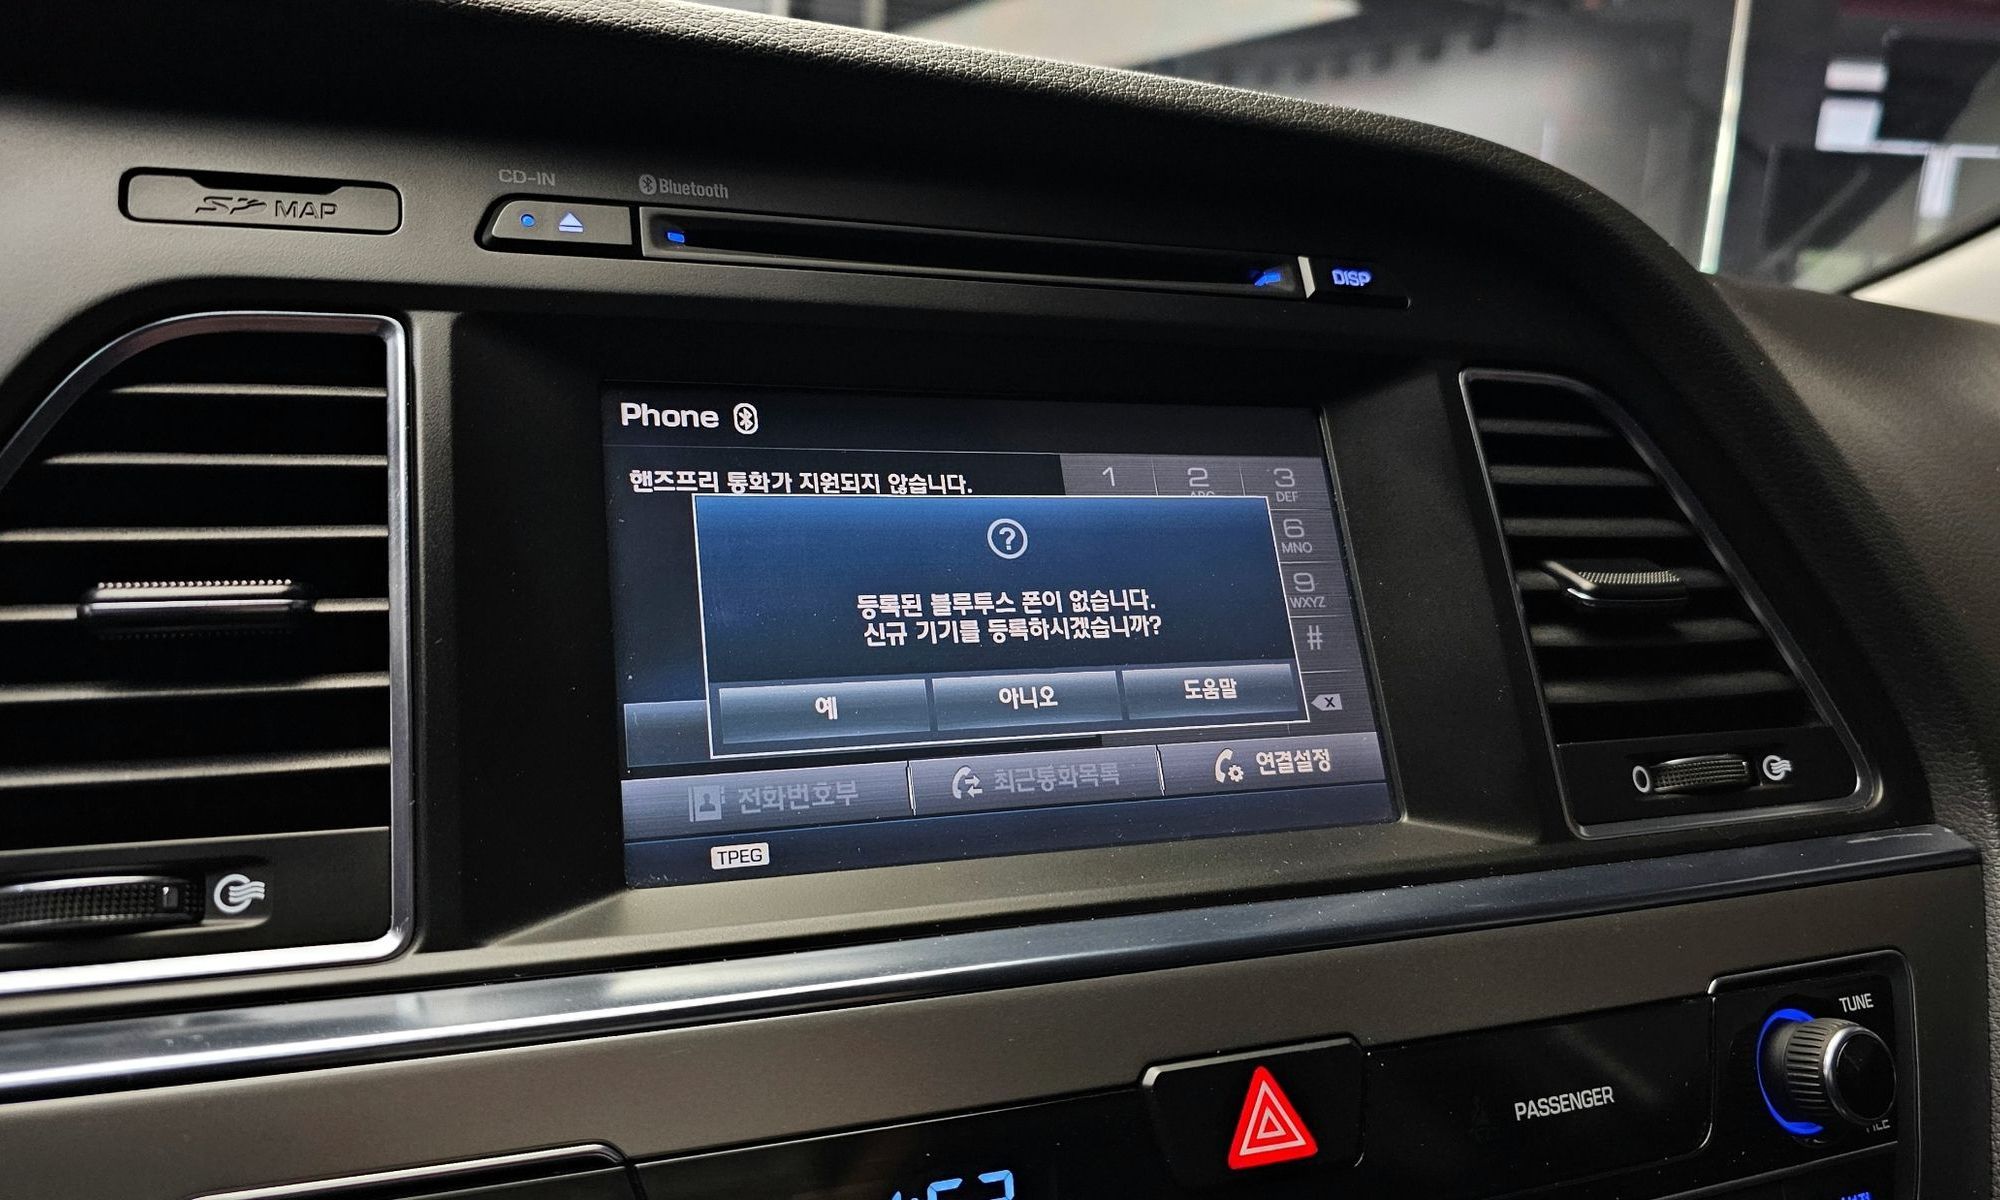 CD-IN
Bluetooth
SD MAP
DISP
Phone
핸즈프리 통화가 지원되지 않습니다.
1
2
3
DEF
6
MNO
9
WXYZ
#
등록된 블루투스 폰이 없습니다.
신규 기기를 등록하시겠습니까?
예
아니오
도움말
전화번호부
최근통화목록
연결설정
TPEG
TUNE
PASSENGER